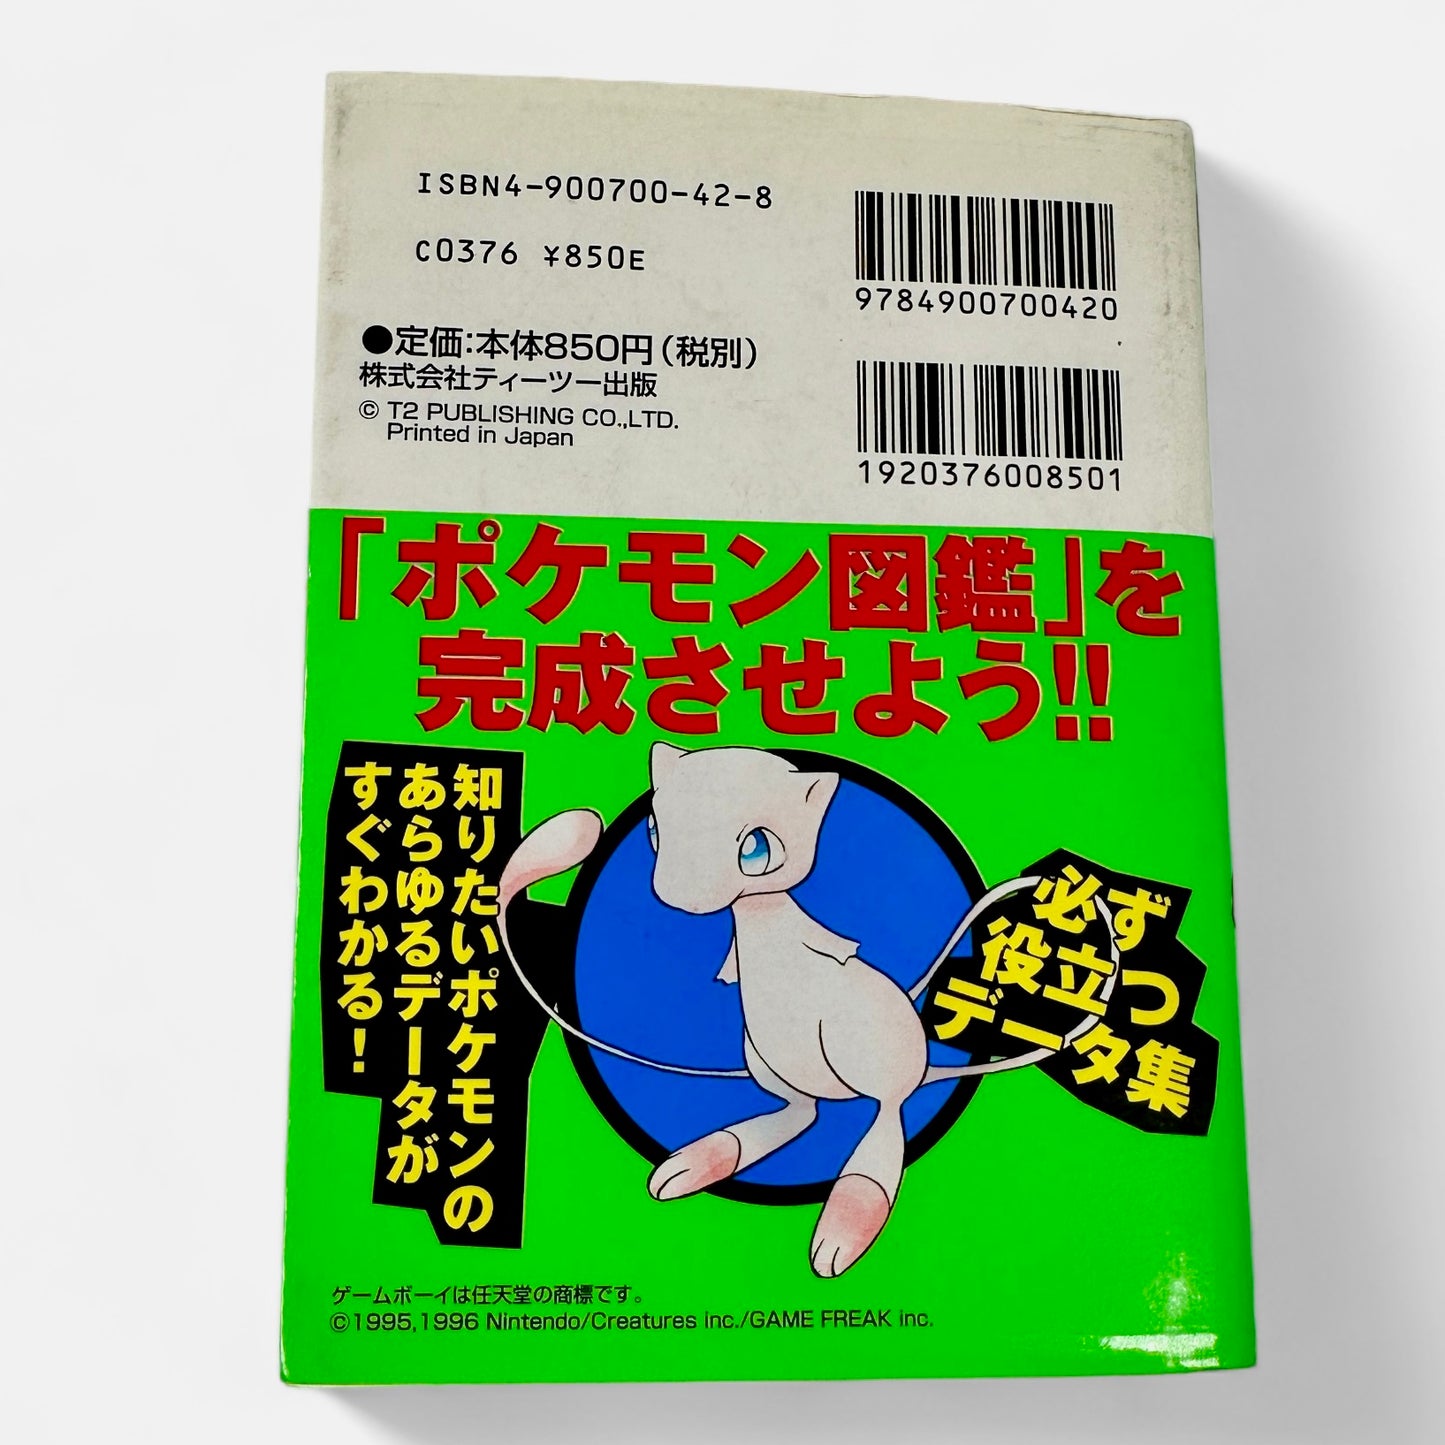 ISBN4-900700-42-8
C0376 ¥850E
9784900700420
●定価:本体850円(税別)
株式会社ティーツー出版
© T2 PUBLISHING CO.,LTD.
Printed in Japan
1920376008501
「ポケモン図鑑」を
完成させよう!!
知りたいポケモンの
あらゆるデータが
すぐわかる!
必ず
役立つ
データ集
ゲームボーイは任天堂の商標です。
©1995,1996 Nintendo/Creatures inc./GAME FREAK inc.